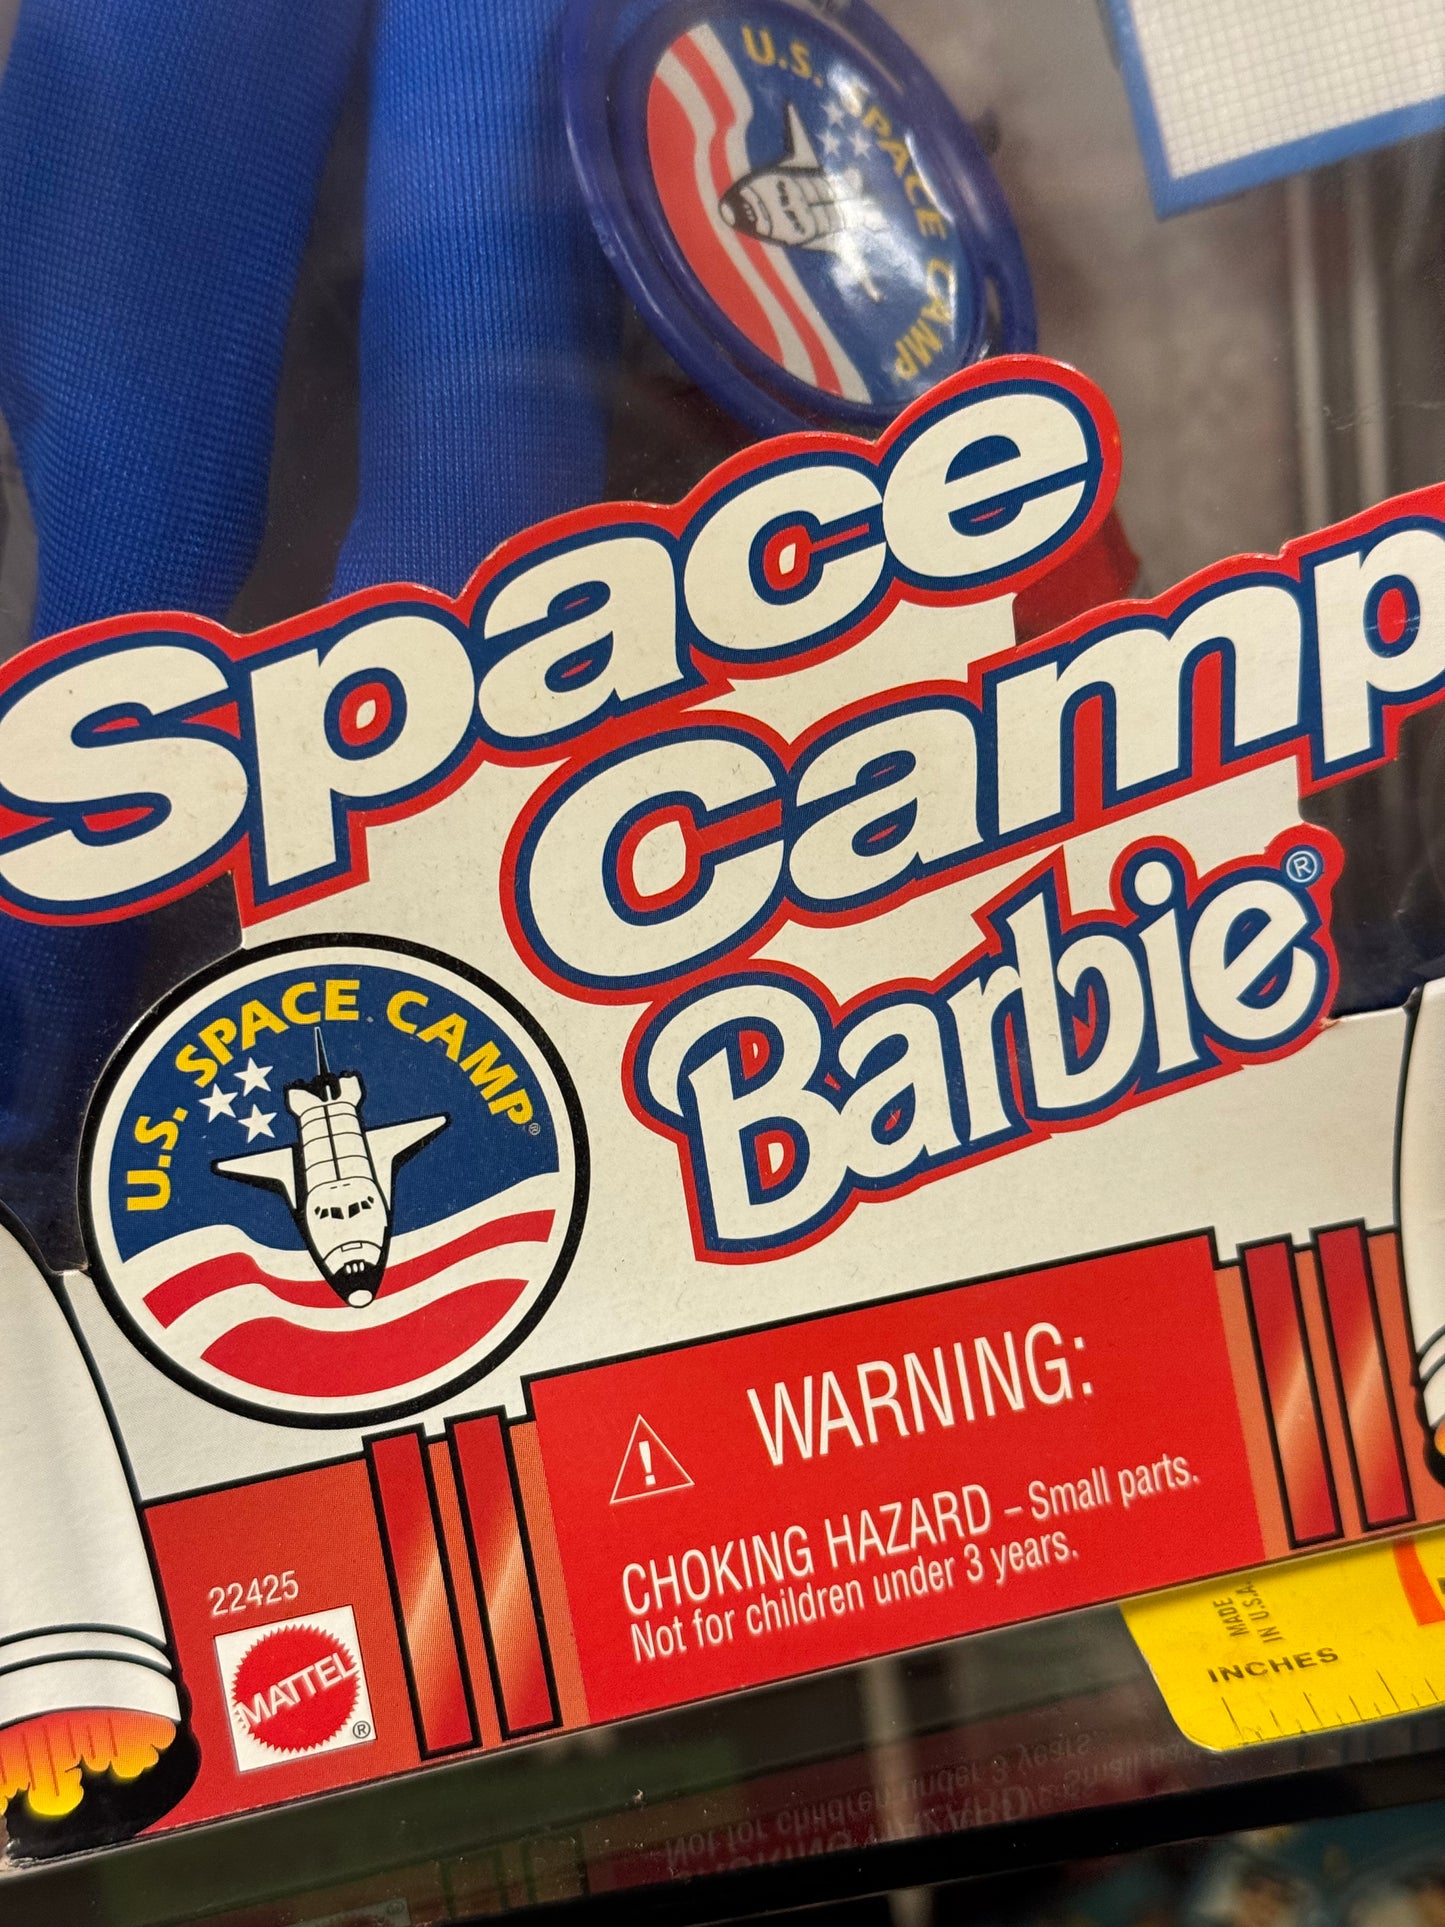 U.S. SPACE CAMP
Space
Camp
Barbie®
U.S. SPACE CAMP®
⚠ WARNING:
CHOKING HAZARD – Small parts.
Not for children under 3 years.
22425
MATTEL
®
MADE
IN U.S.A.
INCHES